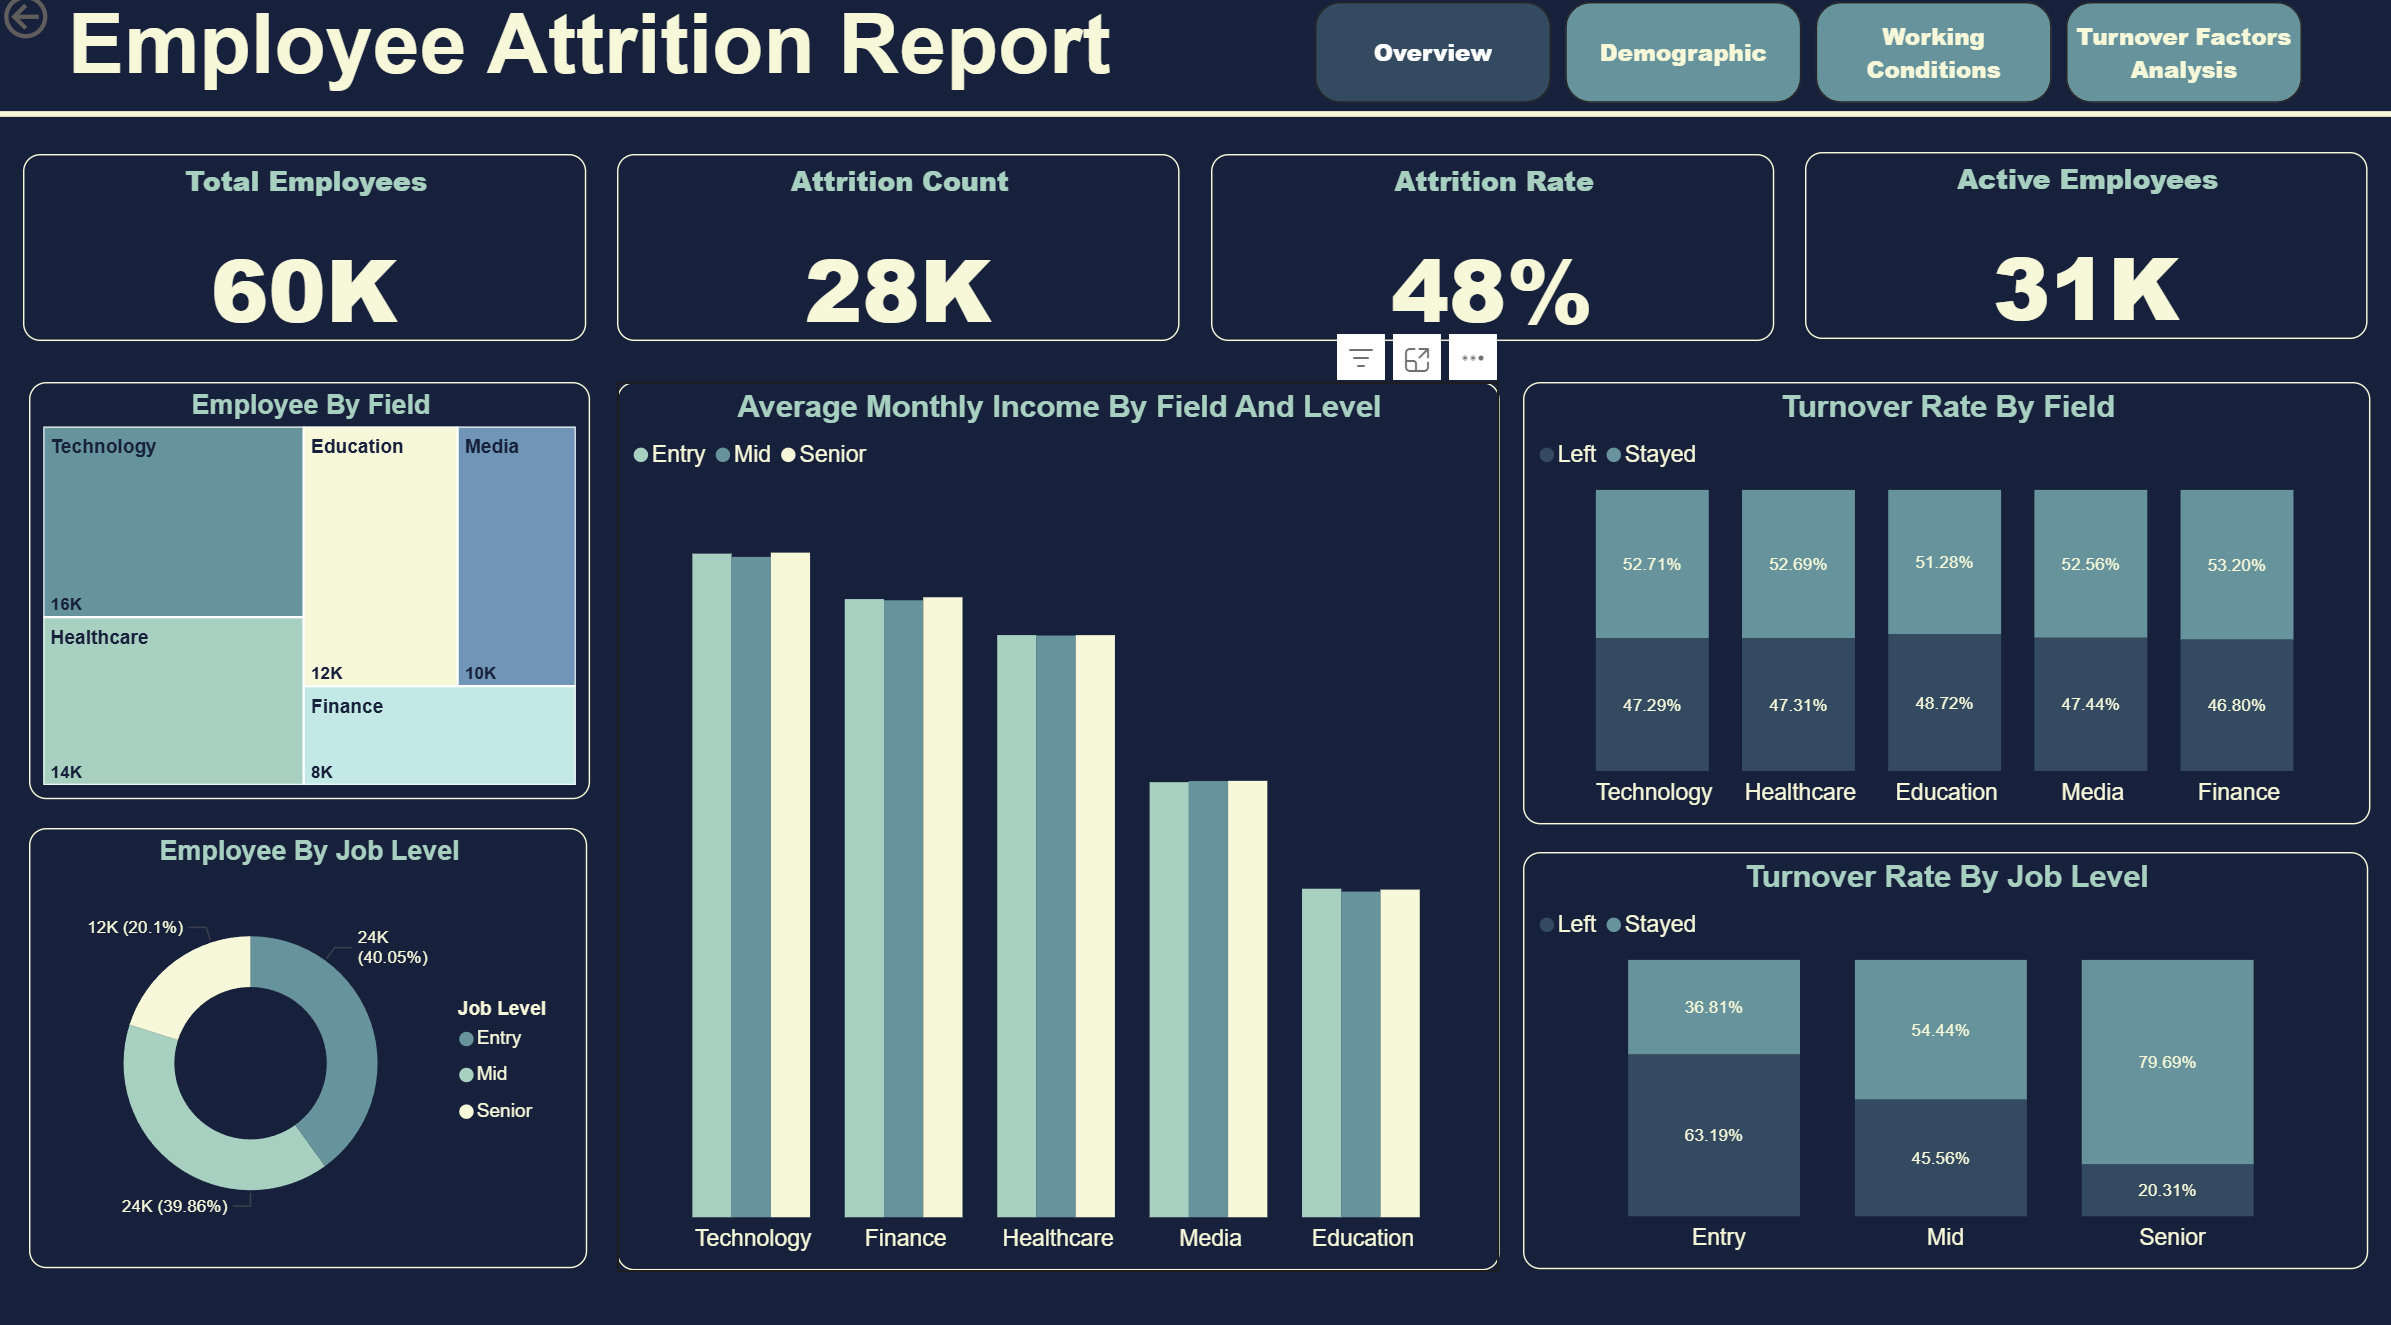 Employee Attrition Report
Overview
Demographic
Working
Conditions
Turnover Factors
Analysis
Total Employees
60K
Attrition Count
28K
Attrition Rate
48%
Active Employees
31K
Employee By Field
Technology
16K
Healthcare
14K
Education
12K
Media
10K
Finance
8K
Average Monthly Income By Field And Level
Entry Mid Senior
Technology Finance Healthcare Media Education
Turnover Rate By Field
Left Stayed
52.71% 52.69% 51.28% 52.56% 53.20%
47.29% 47.31% 48.72% 47.44% 46.80%
Technology Healthcare Education Media Finance
Employee By Job Level
12K (20.1%)
24K
(40.05%)
24K (39.86%)
Job Level
Entry
Mid
Senior
Turnover Rate By Job Level
Left Stayed
36.81% 54.44% 79.69%
63.19% 45.56% 20.31%
Entry Mid Senior